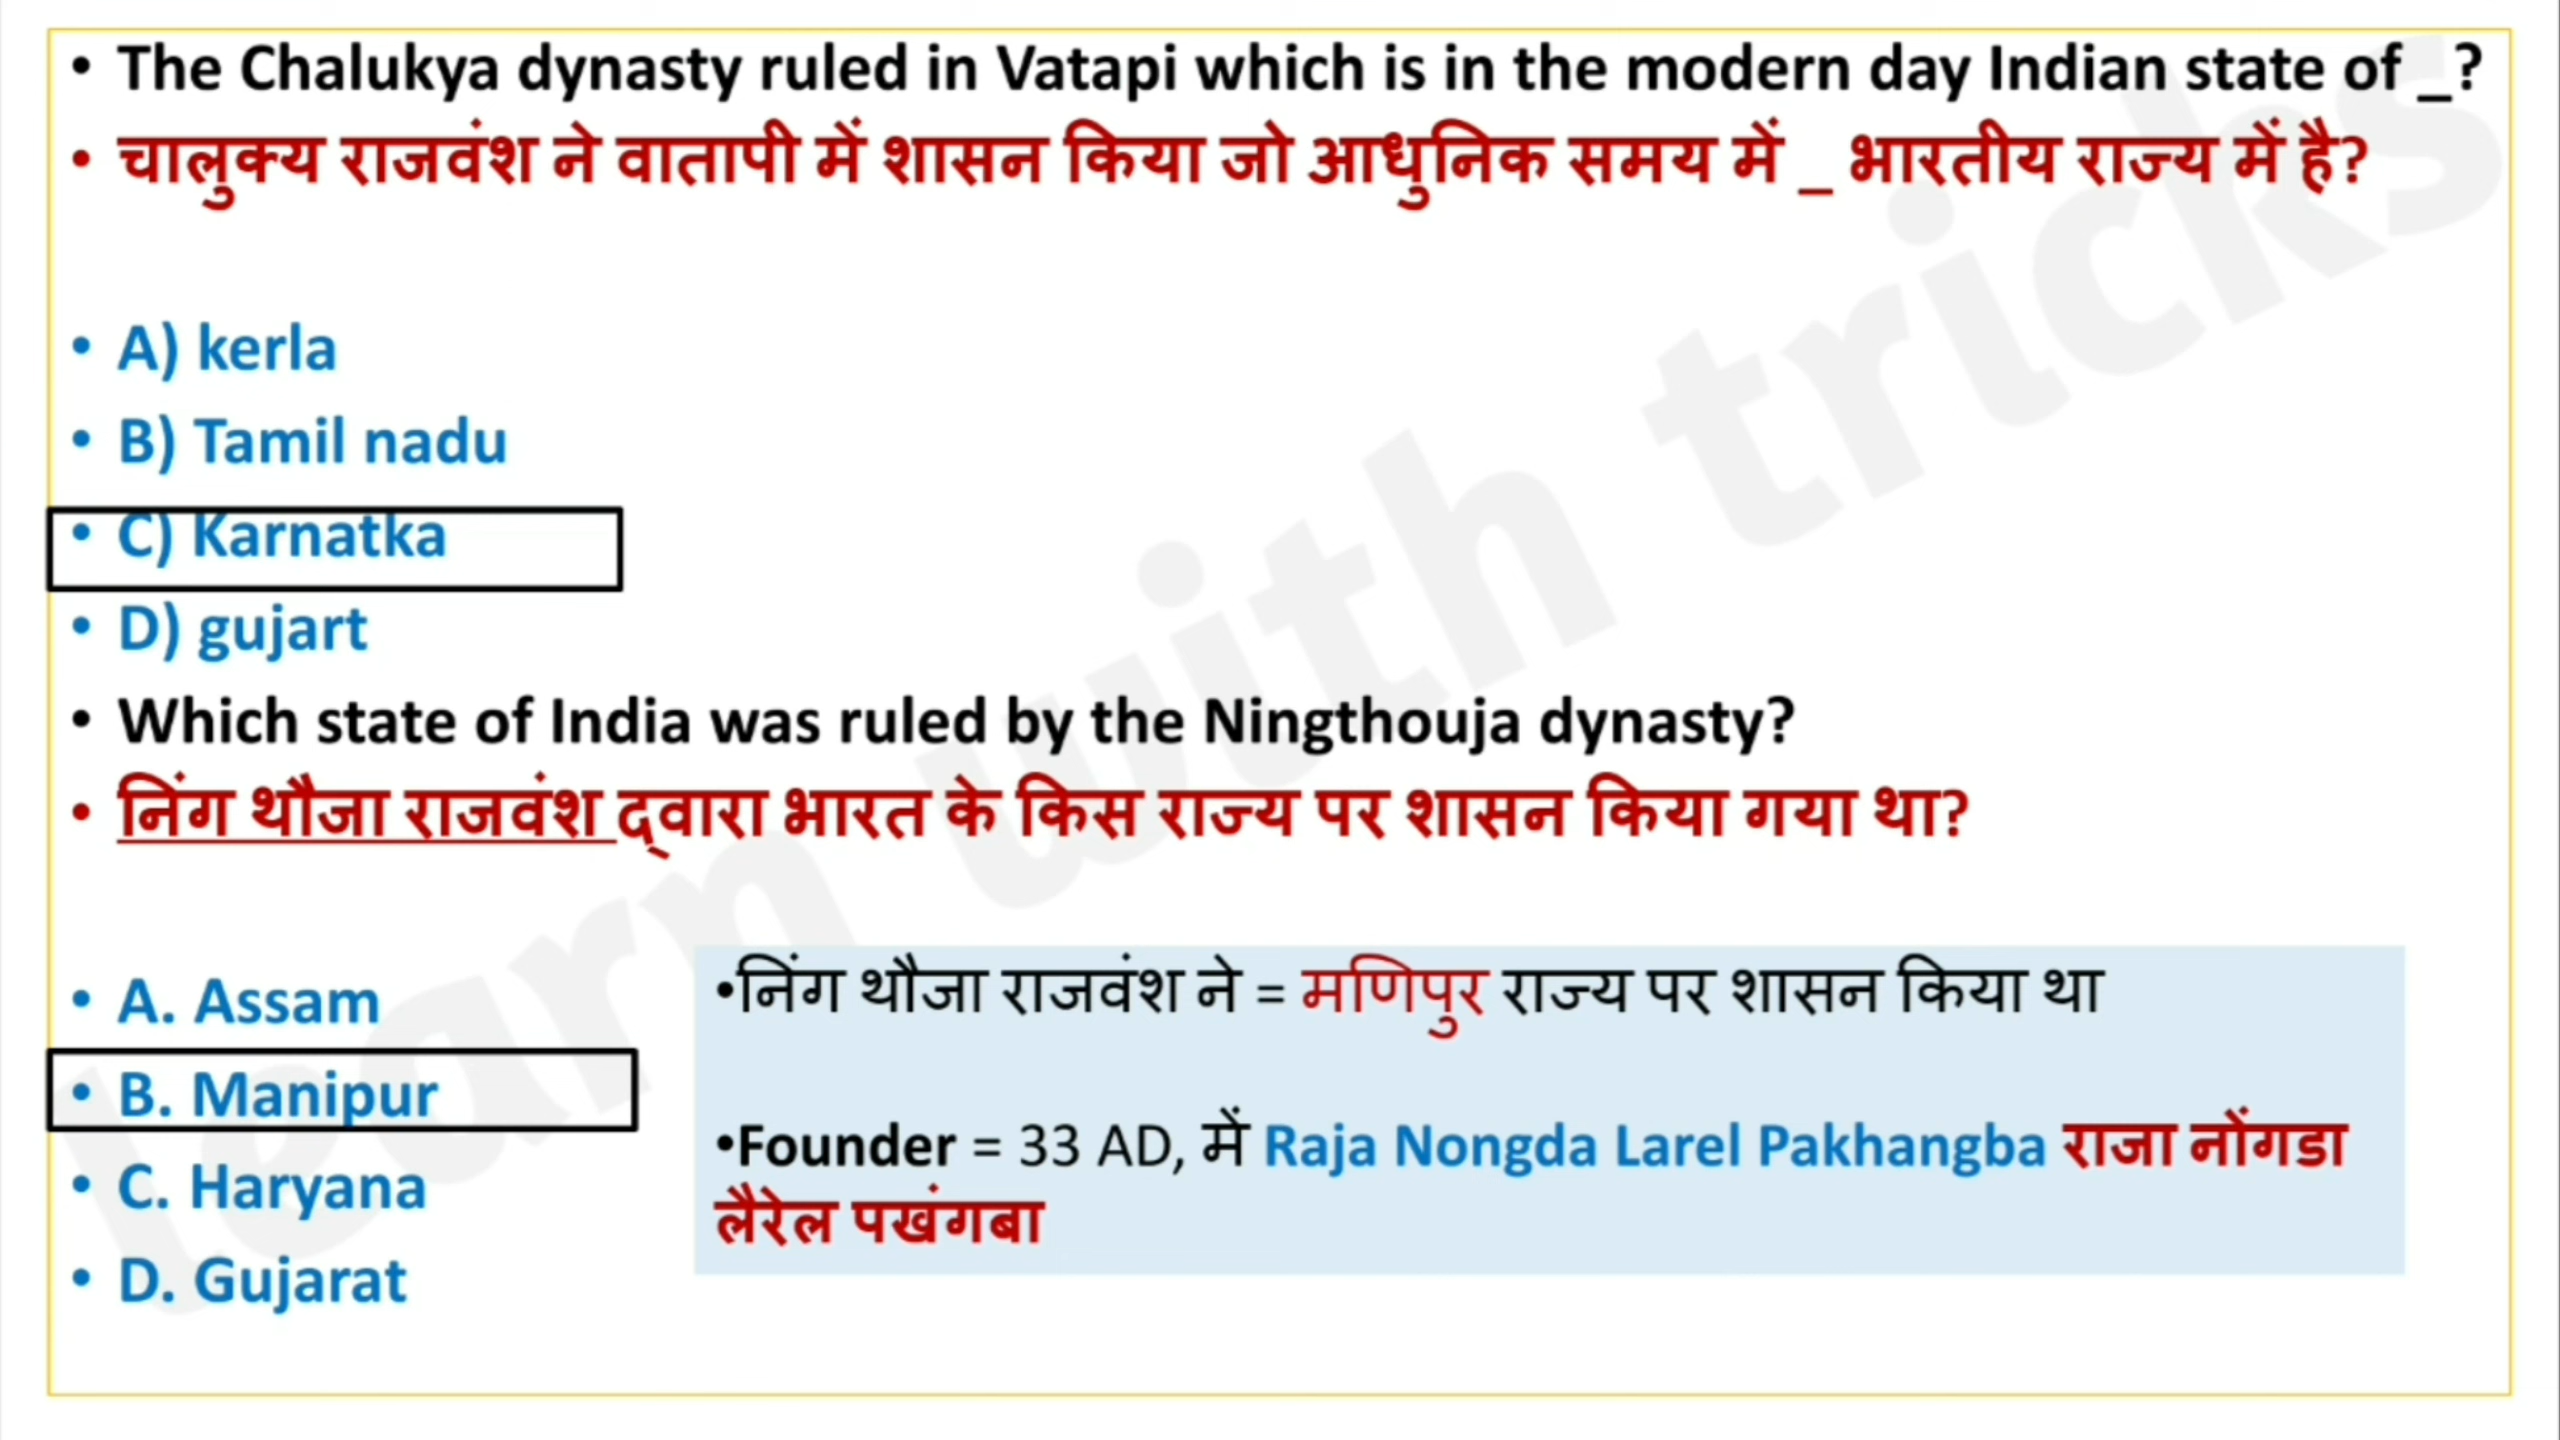 • The Chalukya dynasty ruled in Vatapi which is in the modern day Indian state of _?
• चालुक्य राजवंश ने वातापी में शासन किया जो आधुनिक समय में _ भारतीय राज्य में है?
• A) kerla
• B) Tamil nadu
• C) Karnatka
• D) gujart
• Which state of India was ruled by the Ningthouja dynasty?
• निंग थौजा राजवंश द्वारा भारत के किस राज्य पर शासन किया गया था?
• A. Assam
• B. Manipur
• C. Haryana
• D. Gujarat
•निंग थौजा राजवंश ने = मणिपुर राज्य पर शासन किया था
•Founder = 33 AD, में Raja Nongda Larel Pakhangba राजा नोंगडा
लैरेल पखंगबा
learn with tricks